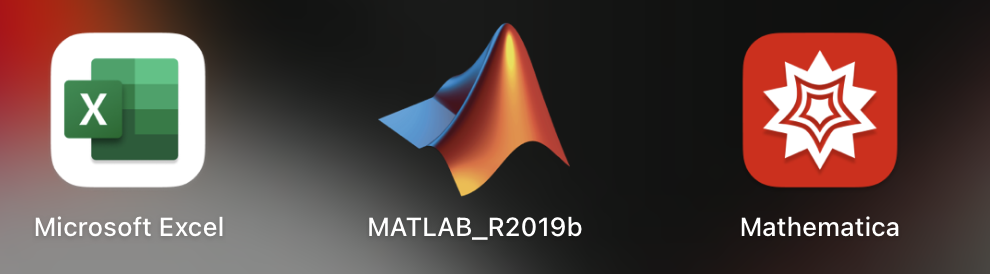 X
Microsoft Excel
MATLAB_R2019b
Mathematica